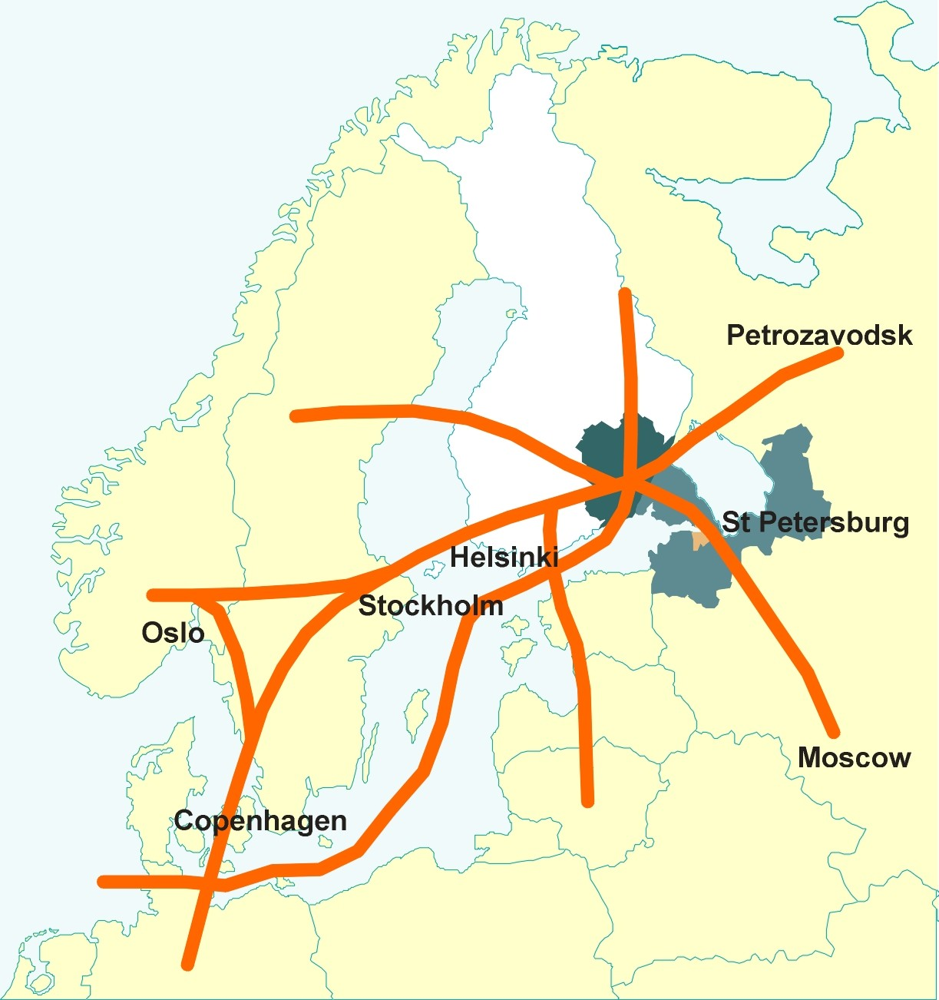 Petrozavodsk
St Petersburg
Helsinki
Stockholm
Oslo
Moscow
Copenhagen